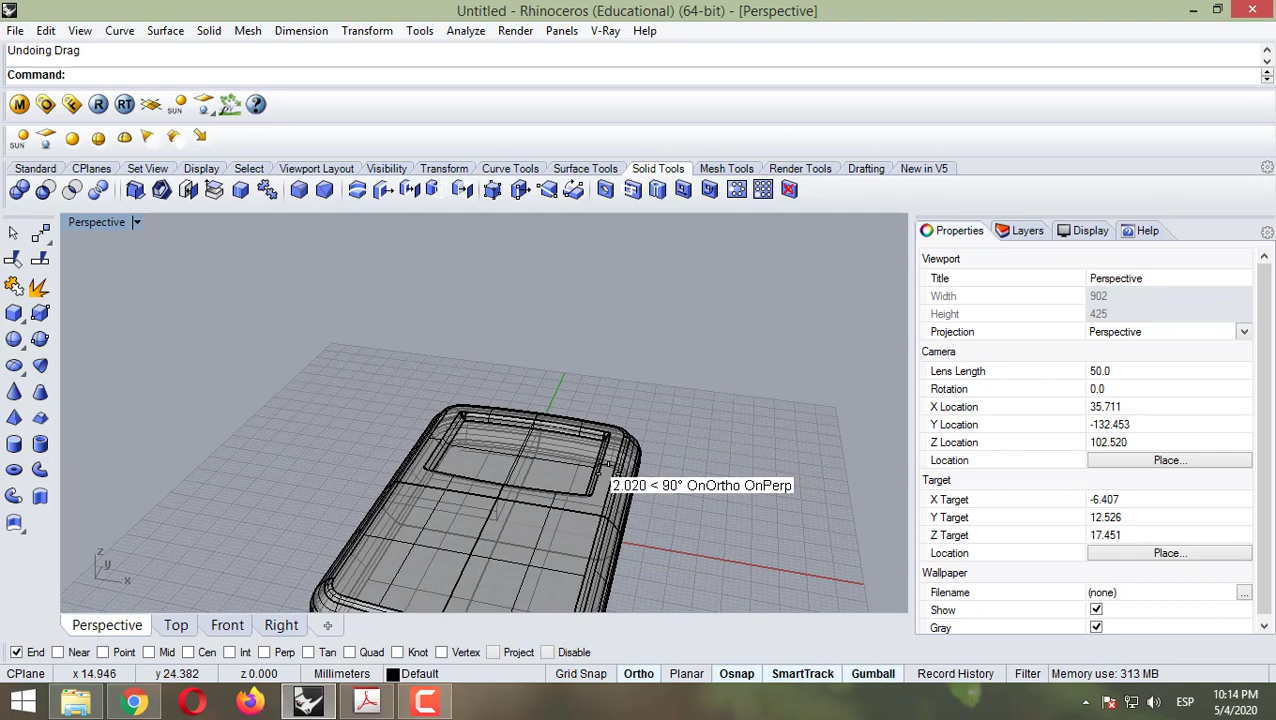 Untitled - Rhinoceros (Educational) (64-bit) - [Perspective]
File Edit View Curve Surface Solid Mesh Dimension Transform Tools Analyze Render Panels V-Ray Help
Undoing Drag
Command:
M O F R RT SUN ?
SUN
Standard CPlanes Set View Display Select Viewport Layout Visibility Transform Curve Tools Surface Tools Solid Tools Mesh Tools Render Tools Drafting New in V5
Perspective
Properties Layers Display Help
Viewport
Title Perspective
Width 902
Height 425
Projection Perspective
Camera
Lens Length 50.0
Rotation 0.0
X Location 35.711
Y Location -132.453
Z Location 102.520
Location Place...
Target
X Target -6.407
Y Target 12.526
Z Target 17.451
Location Place...
Wallpaper
Filename (none) ...
Show
Gray
2.020 < 90° OnOrtho OnPerp
z
y
x
Perspective Top Front Right
End Near Point Mid Cen Int Perp Tan Quad Knot Vertex Project Disable
CPlane x 14.946 y 24.382 z 0.000 Millimeters Default Grid Snap Ortho Planar Osnap SmartTrack Gumball Record History Filter Memory use: 313 MB
ESP
10:14 PM
5/4/2020